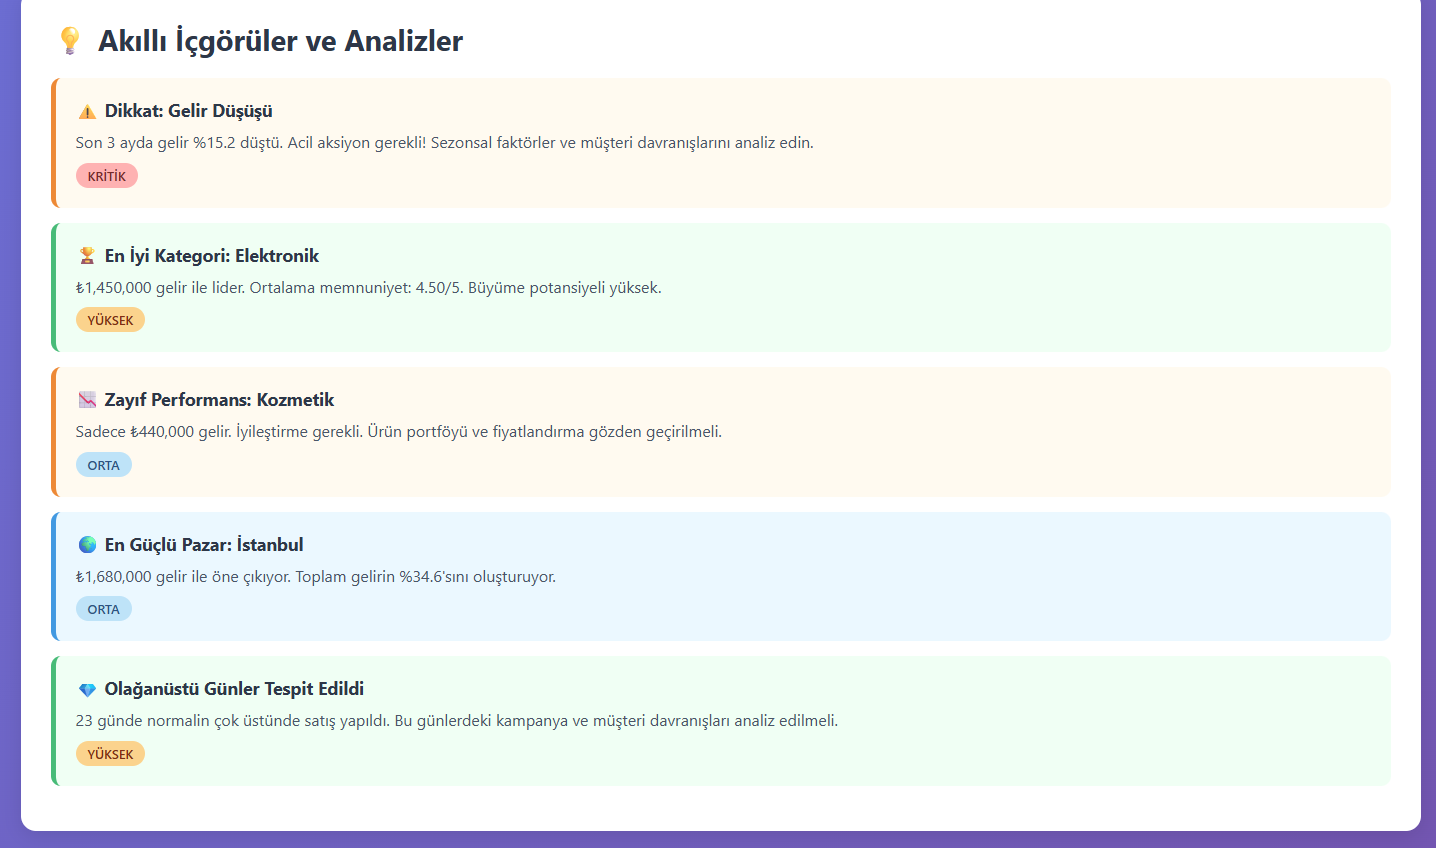 Akıllı İçgörüler ve Analizler
Dikkat: Gelir Düşüşü
Son 3 ayda gelir %15.2 düştü. Acil aksiyon gerekli! Sezonsal faktörler ve müşteri davranışlarını analiz edin.
KRİTİK
En İyi Kategori: Elektronik
₺1,450,000 gelir ile lider. Ortalama memnuniyet: 4.50/5. Büyüme potansiyeli yüksek.
YÜKSEK
Zayıf Performans: Kozmetik
Sadece ₺440,000 gelir. İyileştirme gerekli. Ürün portföyü ve fiyatlandırma gözden geçirilmeli.
ORTA
En Güçlü Pazar: İstanbul
₺1,680,000 gelir ile öne çıkıyor. Toplam gelirin %34.6'sını oluşturuyor.
ORTA
Olağanüstü Günler Tespit Edildi
23 günde normalin çok üstünde satış yapıldı. Bu günlerdeki kampanya ve müşteri davranışları analiz edilmeli.
YÜKSEK